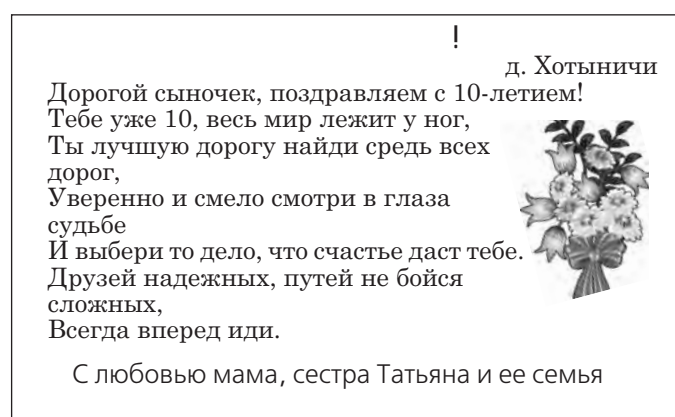 !
д. Хотыничи
Дорогой сыночек, поздравляем с 10-летием!
Тебе уже 10, весь мир лежит у ног,
Ты лучшую дорогу найди средь всех
дорог,
Уверенно и смело смотри в глаза
судьбе
И выбери то дело, что счастье даст тебе.
Друзей надежных, путей не бойся
сложных,
Всегда вперед иди.
С любовью мама, сестра Татьяна и ее семья